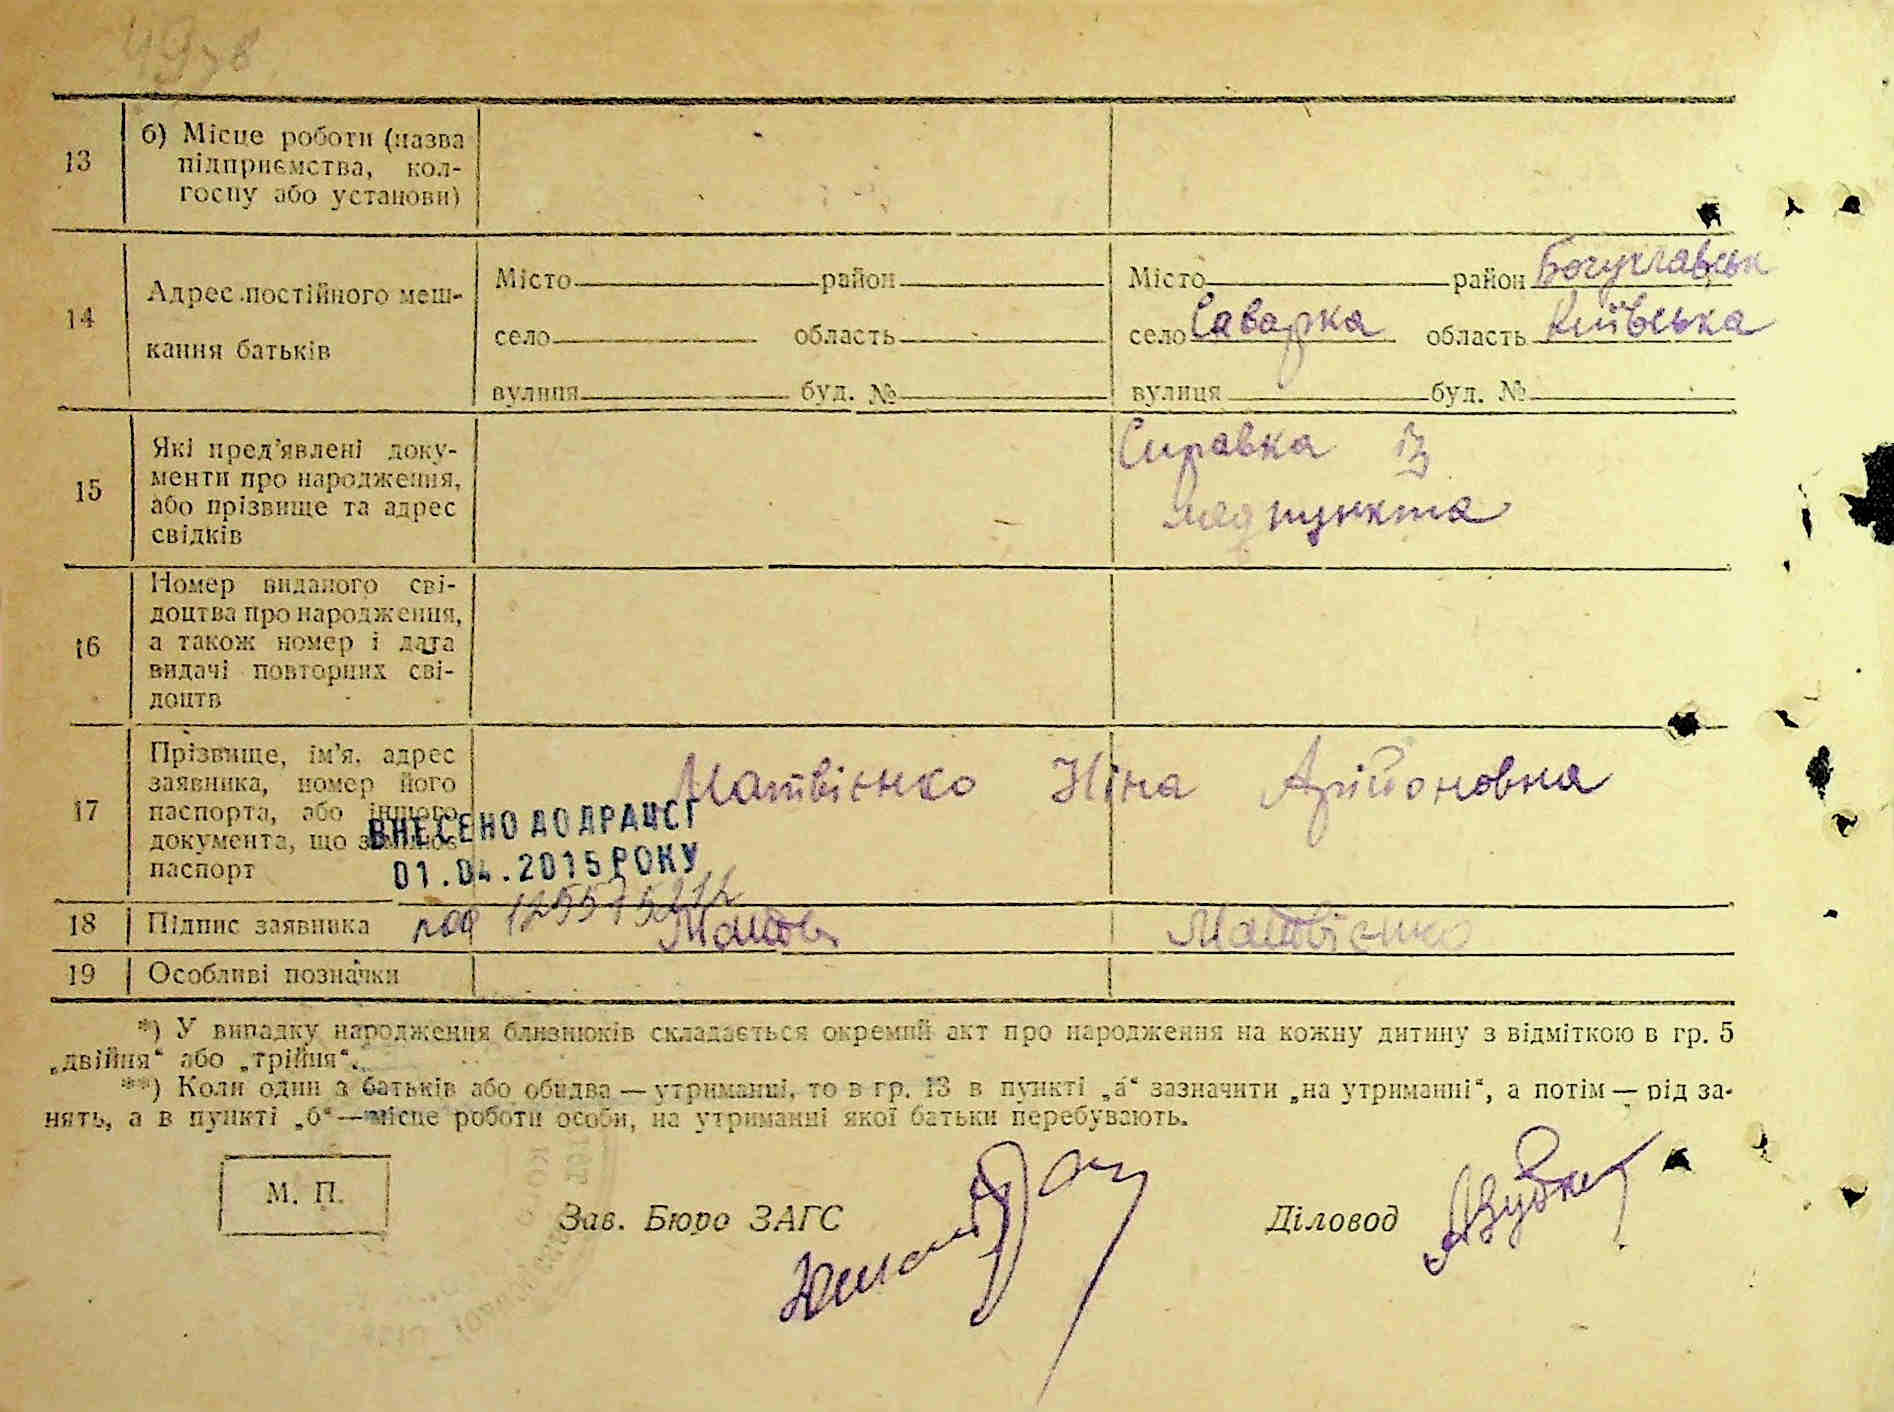 13
б) Місце роботи (назва
підприємства, кол-
госпу або установи)
14
Адрес постійного меш-
кання батьків
Місто район
село область
вулиця буд. №
Місто район Богуславськ
село Саварка область Київська
вулиця буд. №
15
Які пред'явлені доку-
менти про народження,
або прізвище та адрес
свідків
Справка із
медпункта
16
Номер виданого сві-
доцтва про народження,
а також номер і дата
видачі повторних сві-
доцтв
17
Прізвище, ім'я, адрес
заявника, номер його
паспорта, або іншого
документа, що замінює
паспорт
Матвієнко Ніна
ВНЕСЕНО ДО ДРАЦСГ
01.04.2015 РОКУ
18
Підпис заявника
Матвієнко
19
Особливі позначки
*) У випадку народження близнюків складається окремий акт про народження на кожну дитину з відміткою в гр. 5
„двійня“ або „трійня“.
**) Коли один з батьків або обидва — утриманці, то в гр. 13 в пункті „а“ зазначити „на утриманні“, а потім — рід за-
нять, а в пункті „б“ — місце роботи особи, на утриманні якої батьки перебувають.
М. П.
Зав. Бюро ЗАГС
Діловод